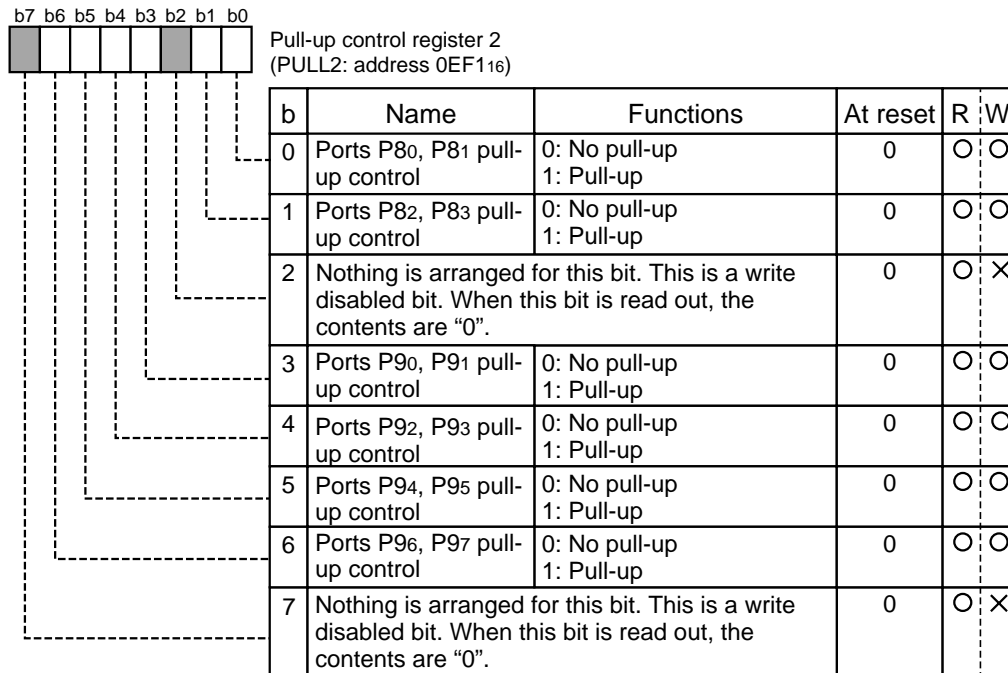 b7 b6 b5 b4 b3 b2 b1 b0
Pull-up control register 2
(PULL2: address 0EF116)
b Name Functions At reset R W
0 Ports P80, P81 pull- 0: No pull-up 0 O O
up control 1: Pull-up
1 Ports P82, P83 pull- 0: No pull-up 0 O O
up control 1: Pull-up
2 Nothing is arranged for this bit. This is a write 0 O ×
disabled bit. When this bit is read out, the
contents are “0”.
3 Ports P90, P91 pull- 0: No pull-up 0 O O
up control 1: Pull-up
4 Ports P92, P93 pull- 0: No pull-up 0 O O
up control 1: Pull-up
5 Ports P94, P95 pull- 0: No pull-up 0 O O
up control 1: Pull-up
6 Ports P96, P97 pull- 0: No pull-up 0 O O
up control 1: Pull-up
7 Nothing is arranged for this bit. This is a write 0 O ×
disabled bit. When this bit is read out, the
contents are “0”.